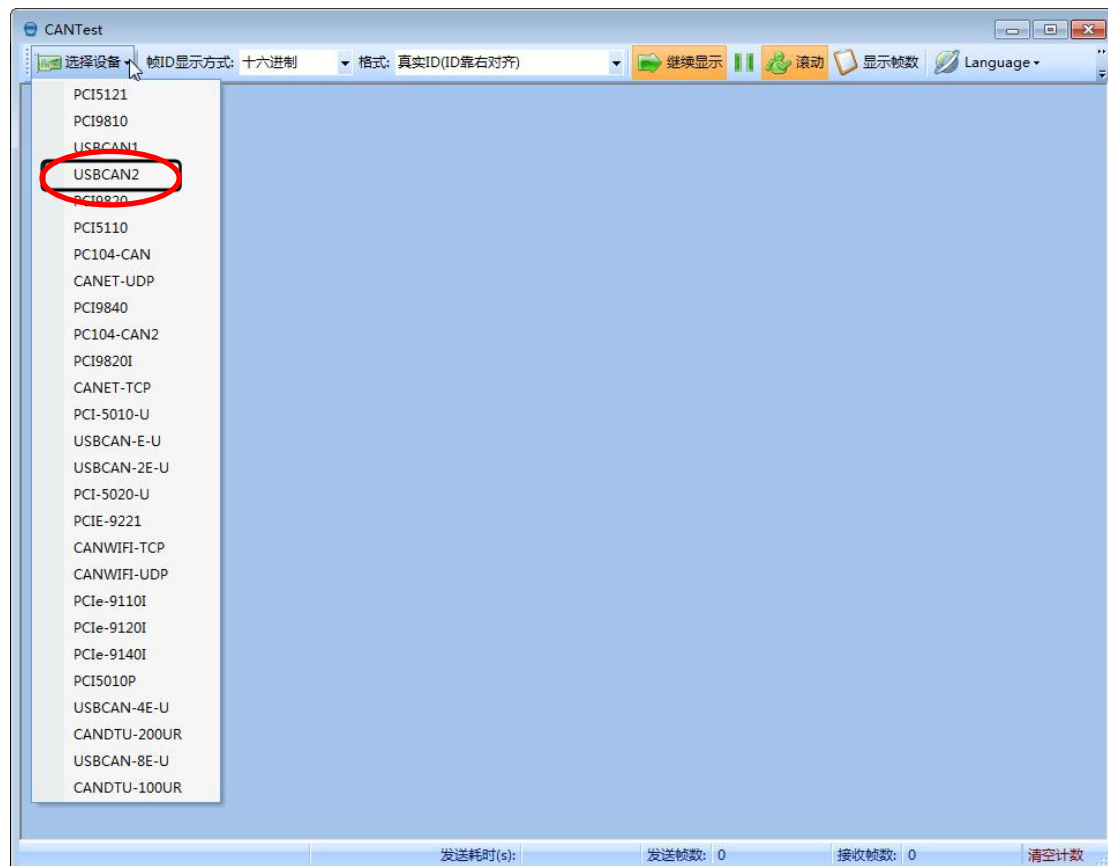 CANTest
选择设备 帧ID显示方式: 十六进制 格式: 真实ID(ID靠右对齐) 继续显示 滚动 显示帧数 Language
PCI5121
PCI9810
USBCAN1
USBCAN2
PCI9820
PCI5110
PC104-CAN
CANET-UDP
PCI9840
PC104-CAN2
PCI9820I
CANET-TCP
PCI-5010-U
USBCAN-E-U
USBCAN-2E-U
PCI-5020-U
PCIE-9221
CANWIFI-TCP
CANWIFI-UDP
PCIe-9110I
PCIe-9120I
PCIe-9140I
PCI5010P
USBCAN-4E-U
CANDTU-200UR
USBCAN-8E-U
CANDTU-100UR
发送耗时(s): 发送帧数: 0 接收帧数: 0 清空计数